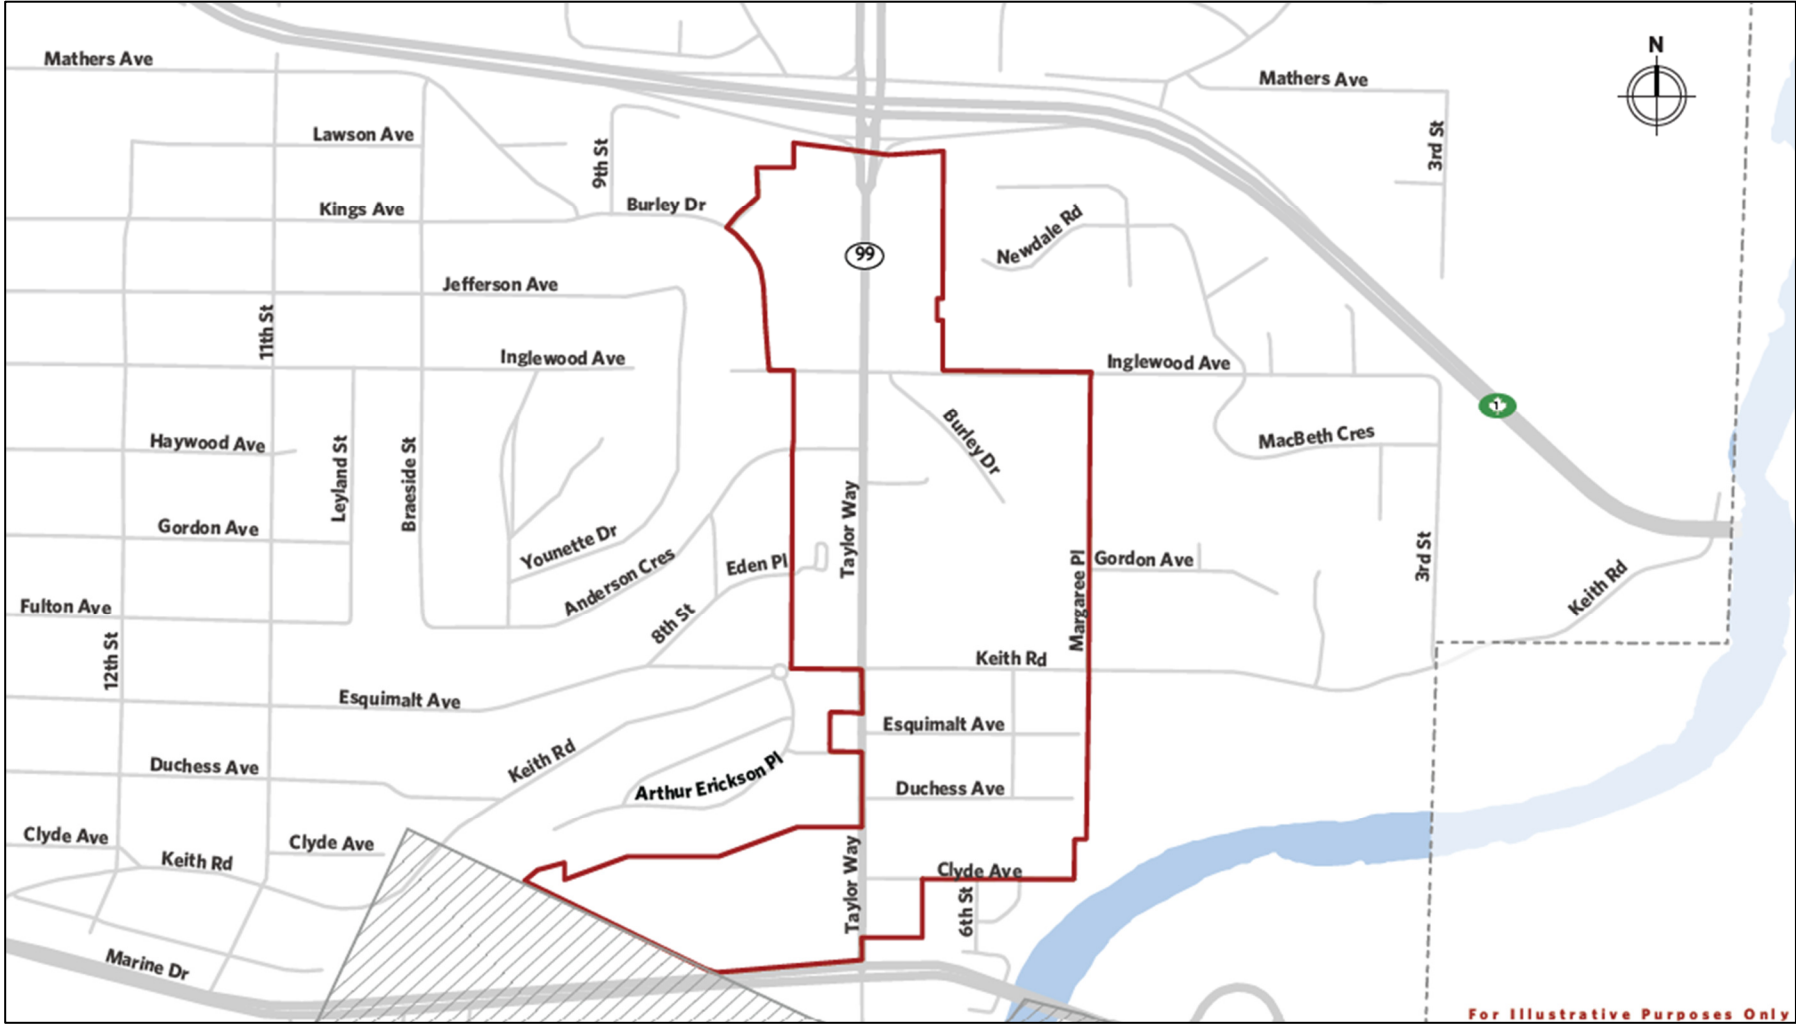 N
Mathers Ave
Mathers Ave
Lawson Ave
9th St
3rd St
Kings Ave
Burley Dr
Newdale Rd
99
Jefferson Ave
11th St
Inglewood Ave
Inglewood Ave
1
Burley Dr
MacBeth Cres
Haywood Ave
Leyland St
Braeside St
Gordon Ave
Younette Dr
Taylor Way
Anderson Cres
Eden Pl
Gordon Ave
3rd St
Keith Rd
Margaree Pl
Fulton Ave
8th St
12th St
Keith Rd
Esquimalt Ave
Esquimalt Ave
Keith Rd
Duchess Ave
Arthur Erickson Pl
Duchess Ave
Clyde Ave
Clyde Ave
Keith Rd
Taylor Way
Clyde Ave
6th St
Marine Dr
For Illustrative Purposes Only